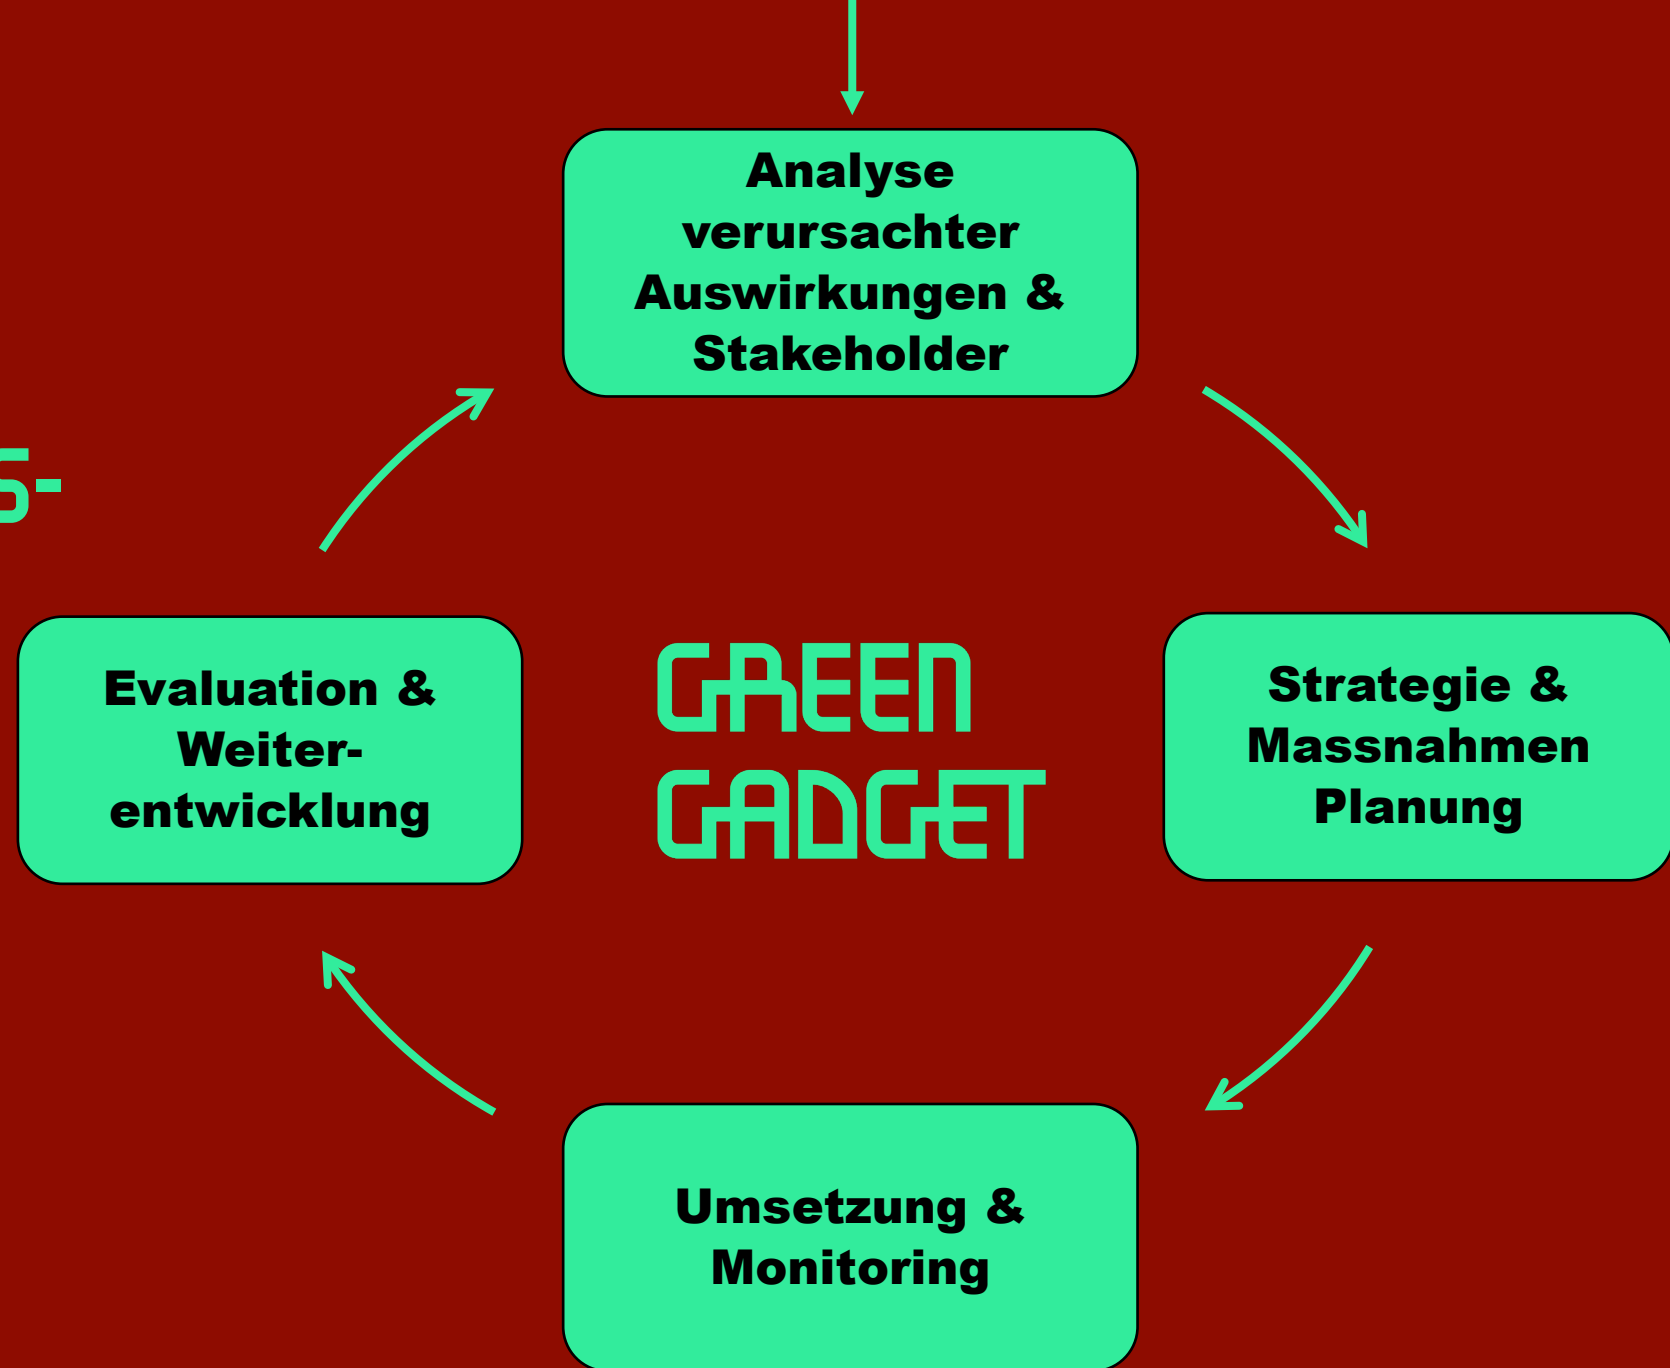 Analyse
verursachter
Auswirkungen &
Stakeholder
S-
Evaluation &
Weiter-
entwicklung
GREEN
GADGET
Strategie &
Massnahmen
Planung
Umsetzung &
Monitoring